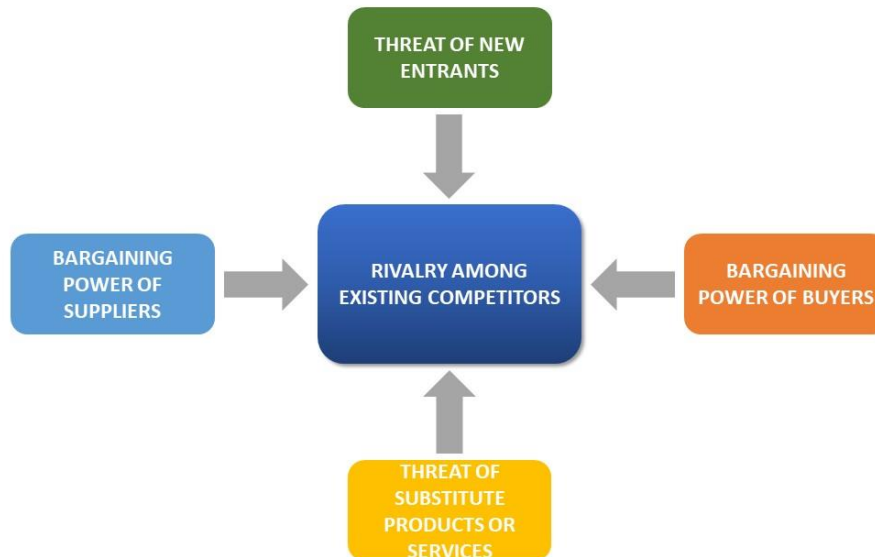 THREAT OF NEW
ENTRANTS
BARGAINING
POWER OF
SUPPLIERS
RIVALRY AMONG
EXISTING COMPETITORS
BARGAINING
POWER OF BUYERS
THREAT OF
SUBSTITUTE
PRODUCTS OR
SERVICES